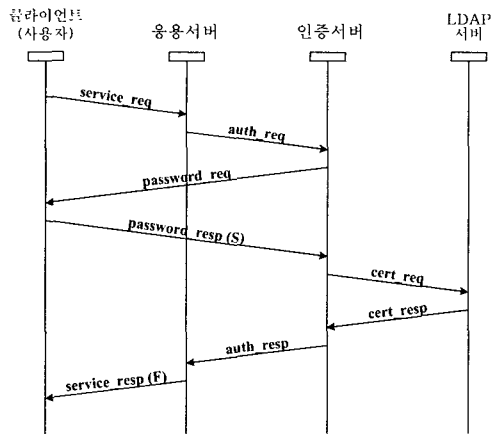 클라이언트 응용서버 인증서버 LDAP
(사용자) 서버
service_req
auth_req
password_req
password_resp (S)
cert_req
cert_resp
auth_resp
service_resp (F)